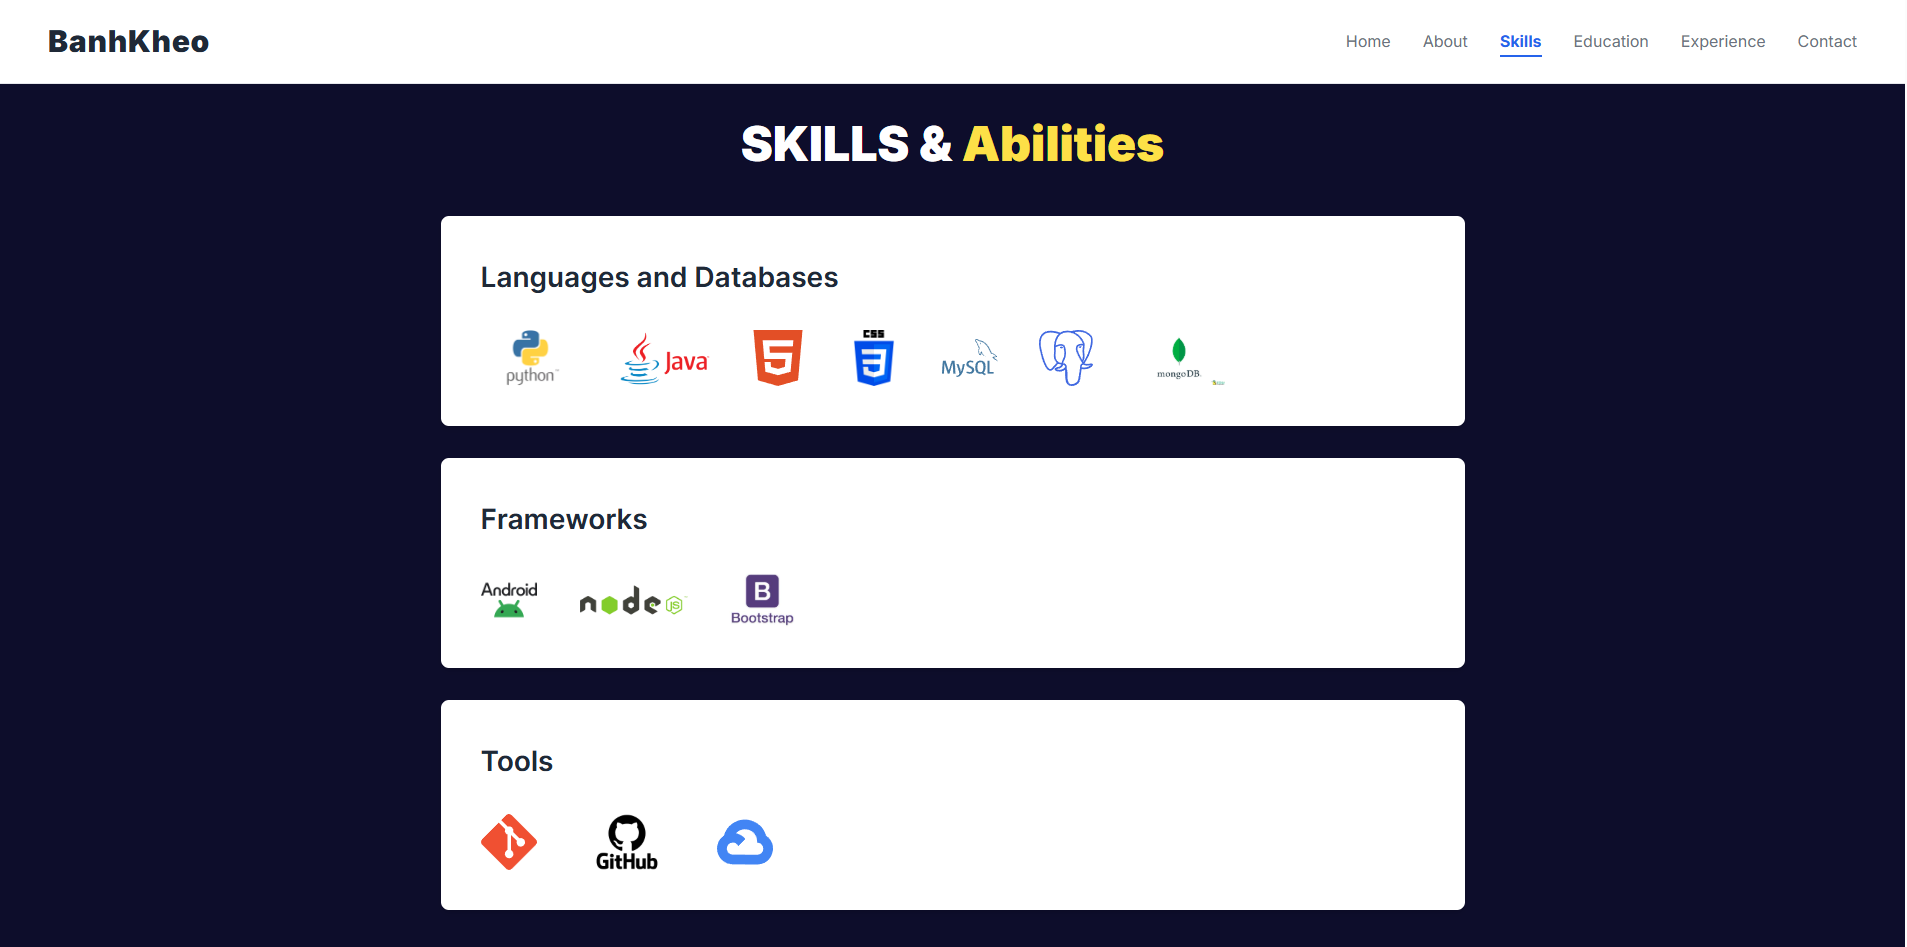 BanhKheo
Home About Skills Education Experience Contact
SKILLS & Abilities
Languages and Databases
python
Java
5
CSS
3
MySQL
mongoDB.
Frameworks
Android
node JS
B
Bootstrap
Tools
GitHub